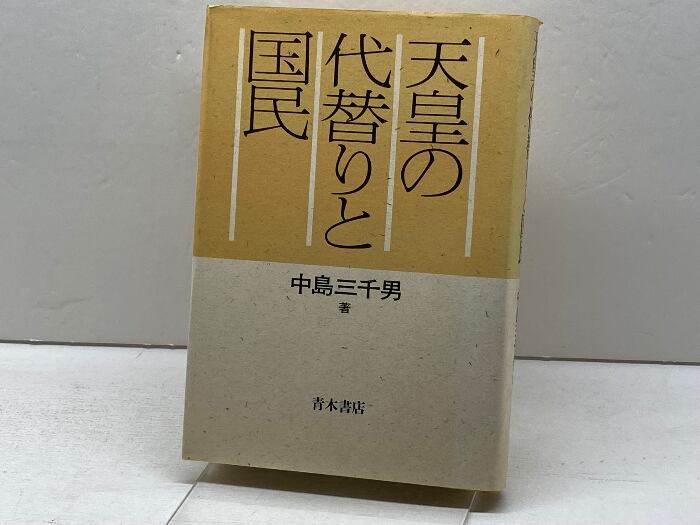 天皇の
代替りと
国民
中島三千男
著
青木書店